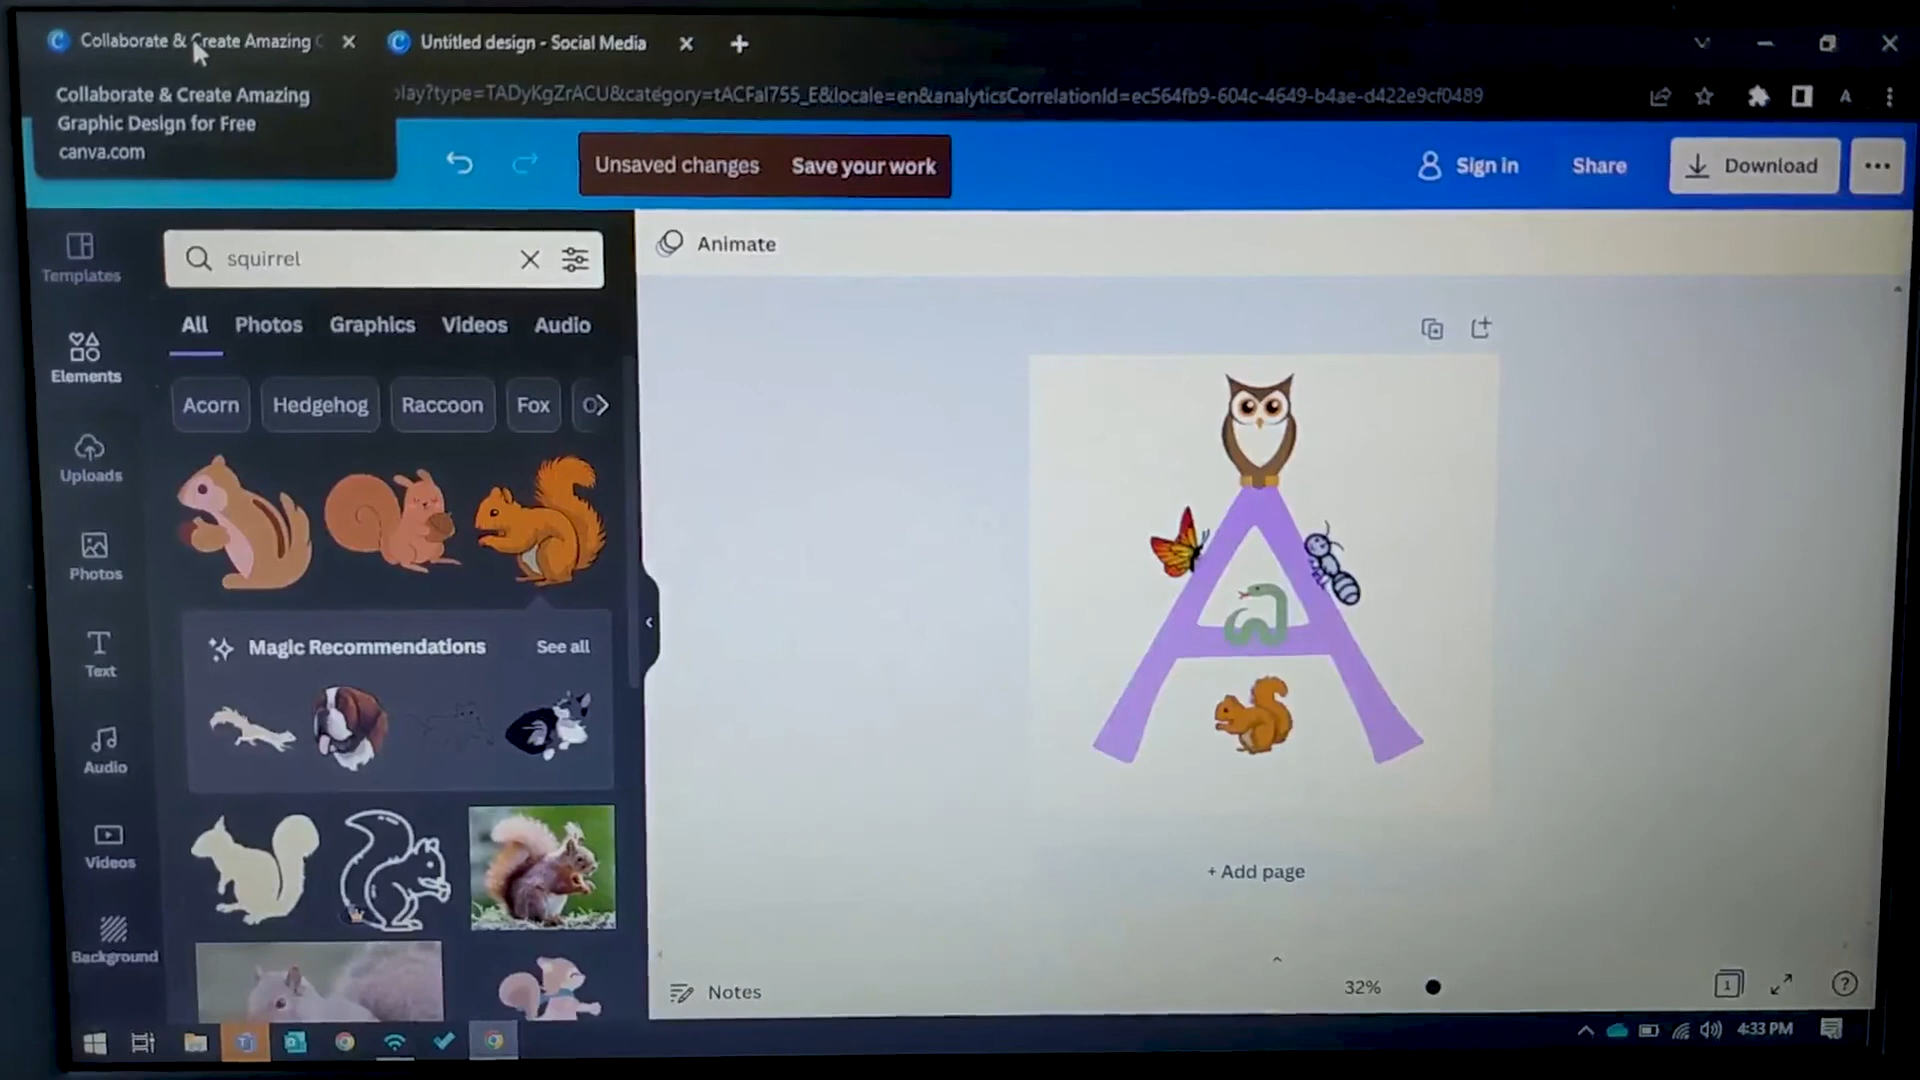 Collaborate & Create Amazing
Untitled design - Social Media
Collaborate & Create Amazing
Graphic Design for Free
canva.com
play?type=TADyKgZrACU&category=tACFal755_E&locale=en&analyticsCorrelationId=ec564fb9-604c-4649-b4ae-d422e9cf0489
A
Unsaved changes Save your work
Sign in
Share
Download
Templates
squirrel
Animate
All Photos Graphics Videos Audio
Elements
Acorn Hedgehog Raccoon Fox
Uploads
Photos
A
Magic Recommendations See all
Text
Audio
Videos
+ Add page
Background
Notes
32%
1
4:33 PM